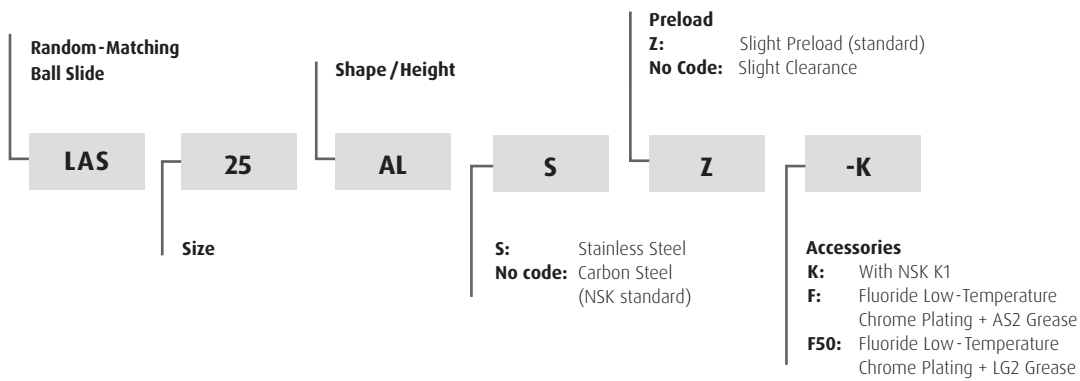 Random-Matching
Ball Slide
Shape/Height
Preload
Z: Slight Preload (standard)
No Code: Slight Clearance
LAS 25 AL S Z -K
Size
S: Stainless Steel
No code: Carbon Steel
(NSK standard)
Accessories
K: With NSK K1
F: Fluoride Low-Temperature
Chrome Plating + AS2 Grease
F50: Fluoride Low-Temperature
Chrome Plating + LG2 Grease